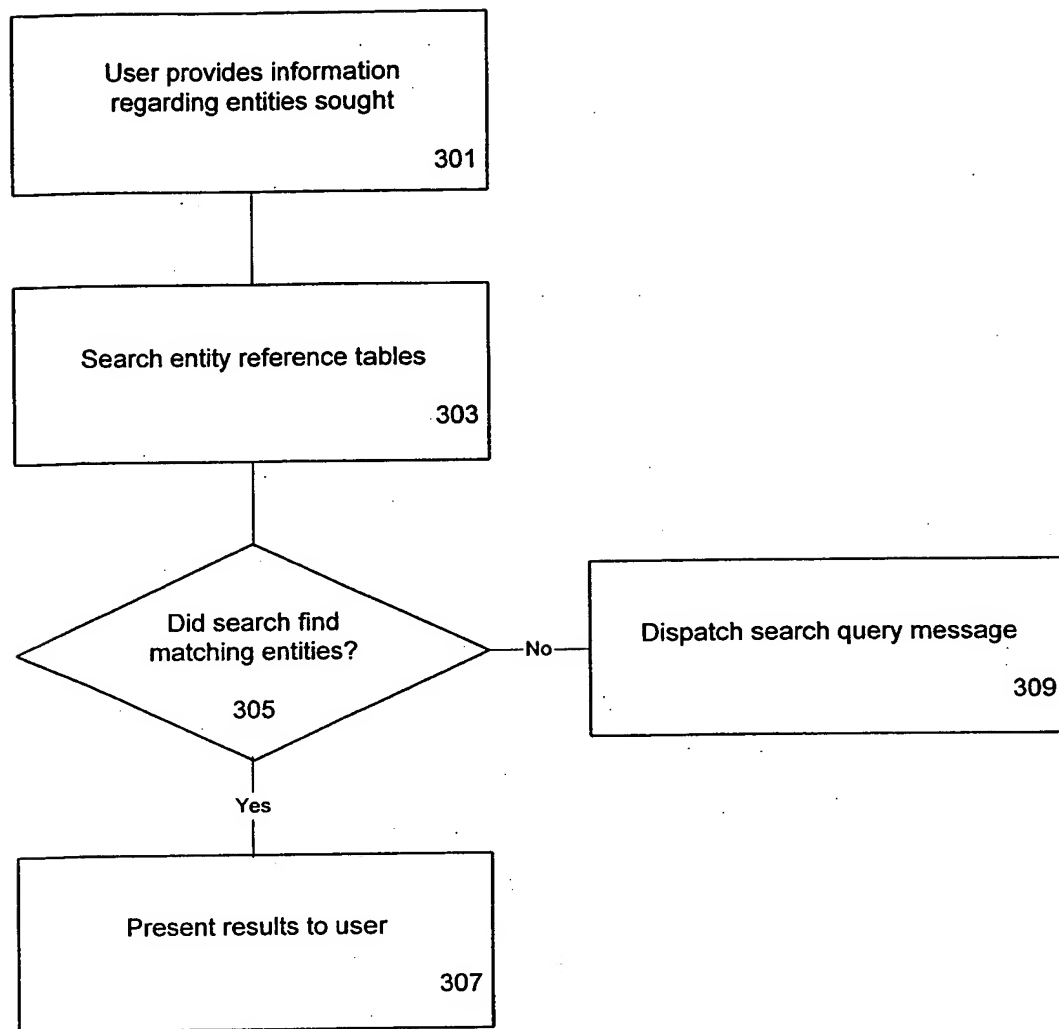 User provides information
regarding entities sought
301
Search entity reference tables
303
Did search find
matching entities?
305
No
Dispatch search query message
309
Yes
Present results to user
307